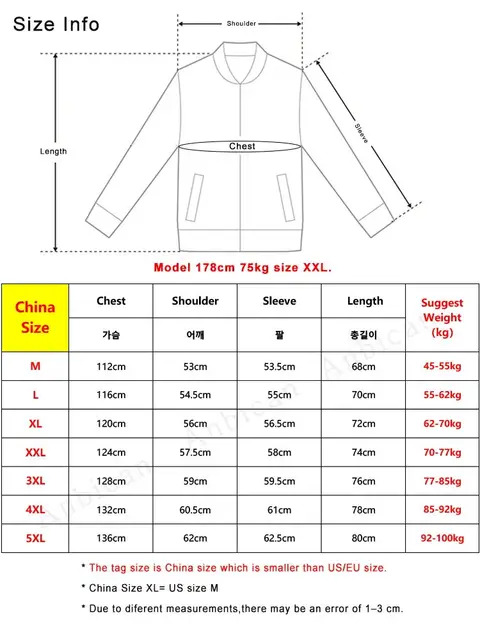 Size Info
Shoulder
Length
Sleeve
Chest
Model 178cm 75kg size XXL.
China Size Chest Shoulder Sleeve Length Suggest Weight (kg)
가슴 어깨 팔 총길이
M 112cm 53cm 53.5cm 68cm 45-55kg
L 116cm 54.5cm 55cm 70cm 55-62kg
XL 120cm 56cm 56.5cm 72cm 62-70kg
XXL 124cm 57.5cm 58cm 74cm 70-77kg
3XL 128cm 59cm 59.5cm 76cm 77-85kg
4XL 132cm 60.5cm 61cm 78cm 85-92kg
5XL 136cm 62cm 62.5cm 80cm 92-100kg
Anbican Anbican Anbican
* The tag size is China size which is smaller than US/EU size.
* China Size XL= US size M
* Due to diferent measurements,there may be an error of 1–3 cm.